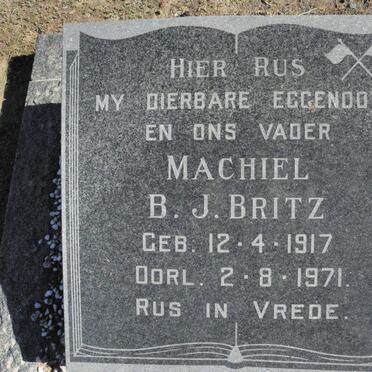 HIER RUS
MY DIERBARE EGGENOO
EN ONS VADER
MACHIEL
B. J. BRITZ
GEB. 12·4·1917
OORL. 2·8·1971.
RUS IN VREDE.